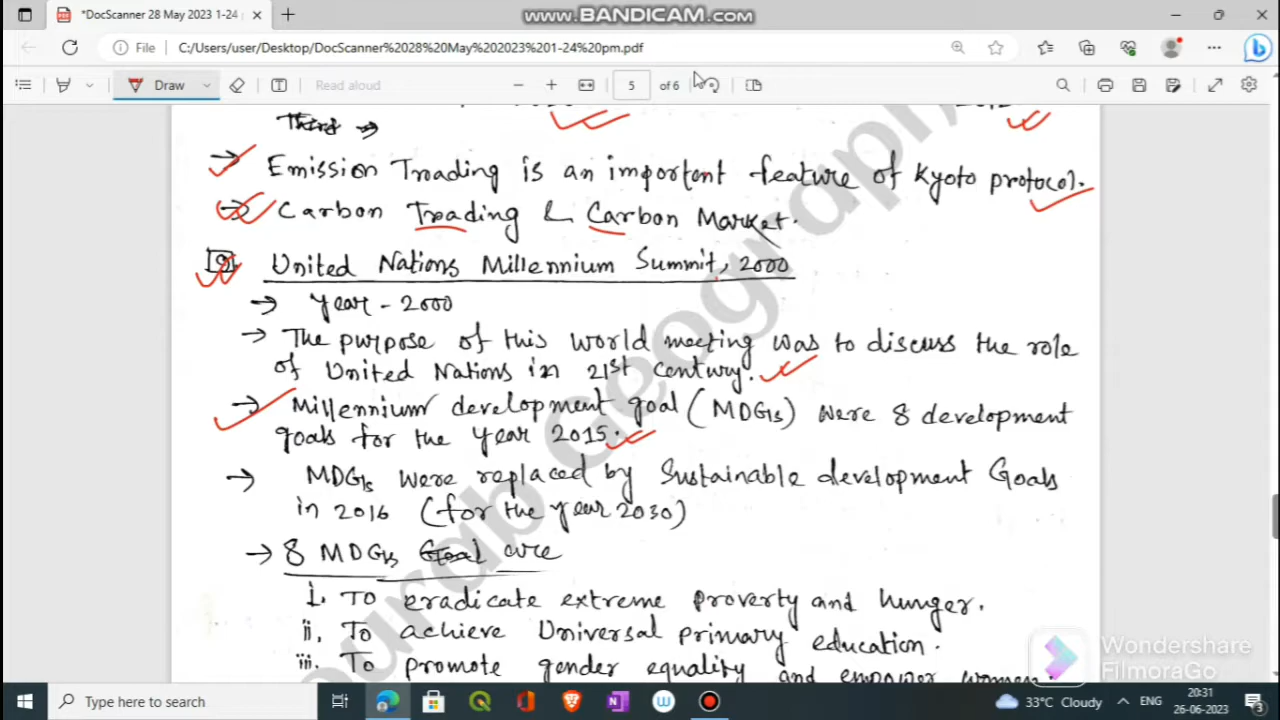 *DocScanner 28 May 2023 1-24 p
www.BANDICAM.com
File
C:/Users/user/Desktop/DocScanner%2028%20May%202023%201-24%20pm.pdf
Draw
Read aloud
5
of 6
→ Emission Trading is an important feature of Kyoto protocol.
→ Carbon Trading & Carbon Market.
9 United Nations Millennium Summit, 2000
→ Year - 2000
→ The purpose of this world meeting was to discuss the role
of United Nations in 21st century.
→ Millennium development goal (MDGs) were 8 development
goals for the year 2015.
→ MDGs were replaced by Sustainable development Goals
in 2016 (for the year 2030)
→ 8 MDGs are
i. To eradicate extreme proverty and hunger.
ii. To achieve Universal primary education.
iii. To promote gender equality and empower women.
ourab Geography
Wondershare
FilmoraGo
Type here to search
33°C Cloudy
ENG
20:31
26-06-2023
3